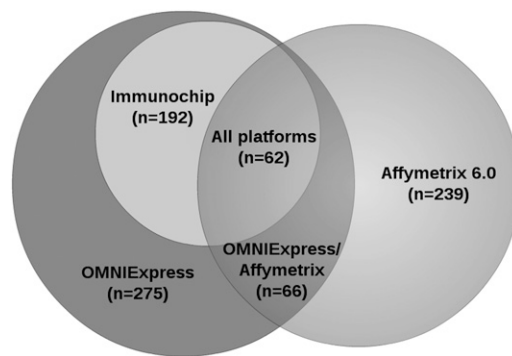 Immunochip
(n=192)
All platforms
(n=62)
Affymetrix 6.0
(n=239)
OMNIExpress
(n=275)
OMNIExpress/
Affymetrix
(n=66)